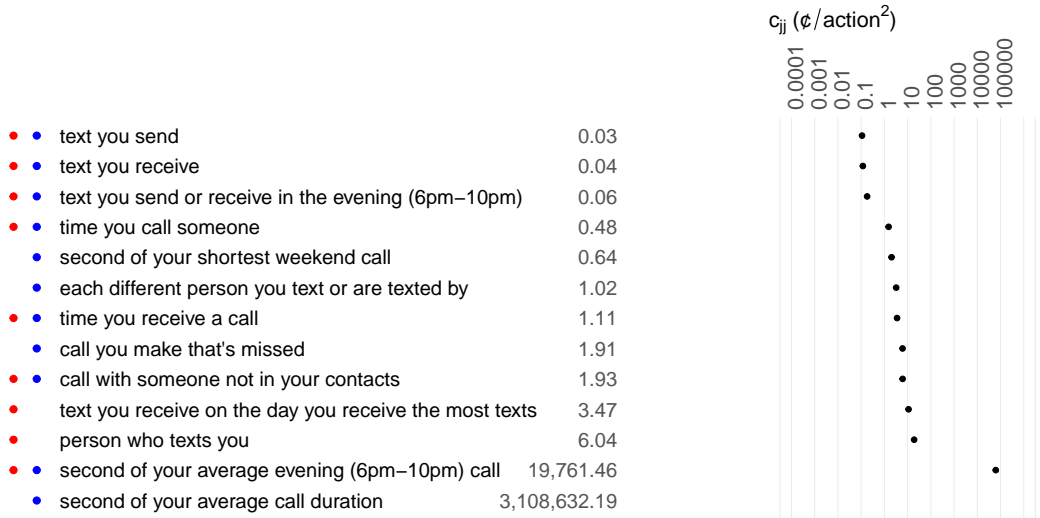 c_jj (¢/action²)
0.0001 0.001 0.01 0.1 1 10 100 1000 10000 100000
text you send 0.03
text you receive 0.04
text you send or receive in the evening (6pm−10pm) 0.06
time you call someone 0.48
second of your shortest weekend call 0.64
each different person you text or are texted by 1.02
time you receive a call 1.11
call you make that's missed 1.91
call with someone not in your contacts 1.93
text you receive on the day you receive the most texts 3.47
person who texts you 6.04
second of your average evening (6pm−10pm) call 19,761.46
second of your average call duration 3,108,632.19